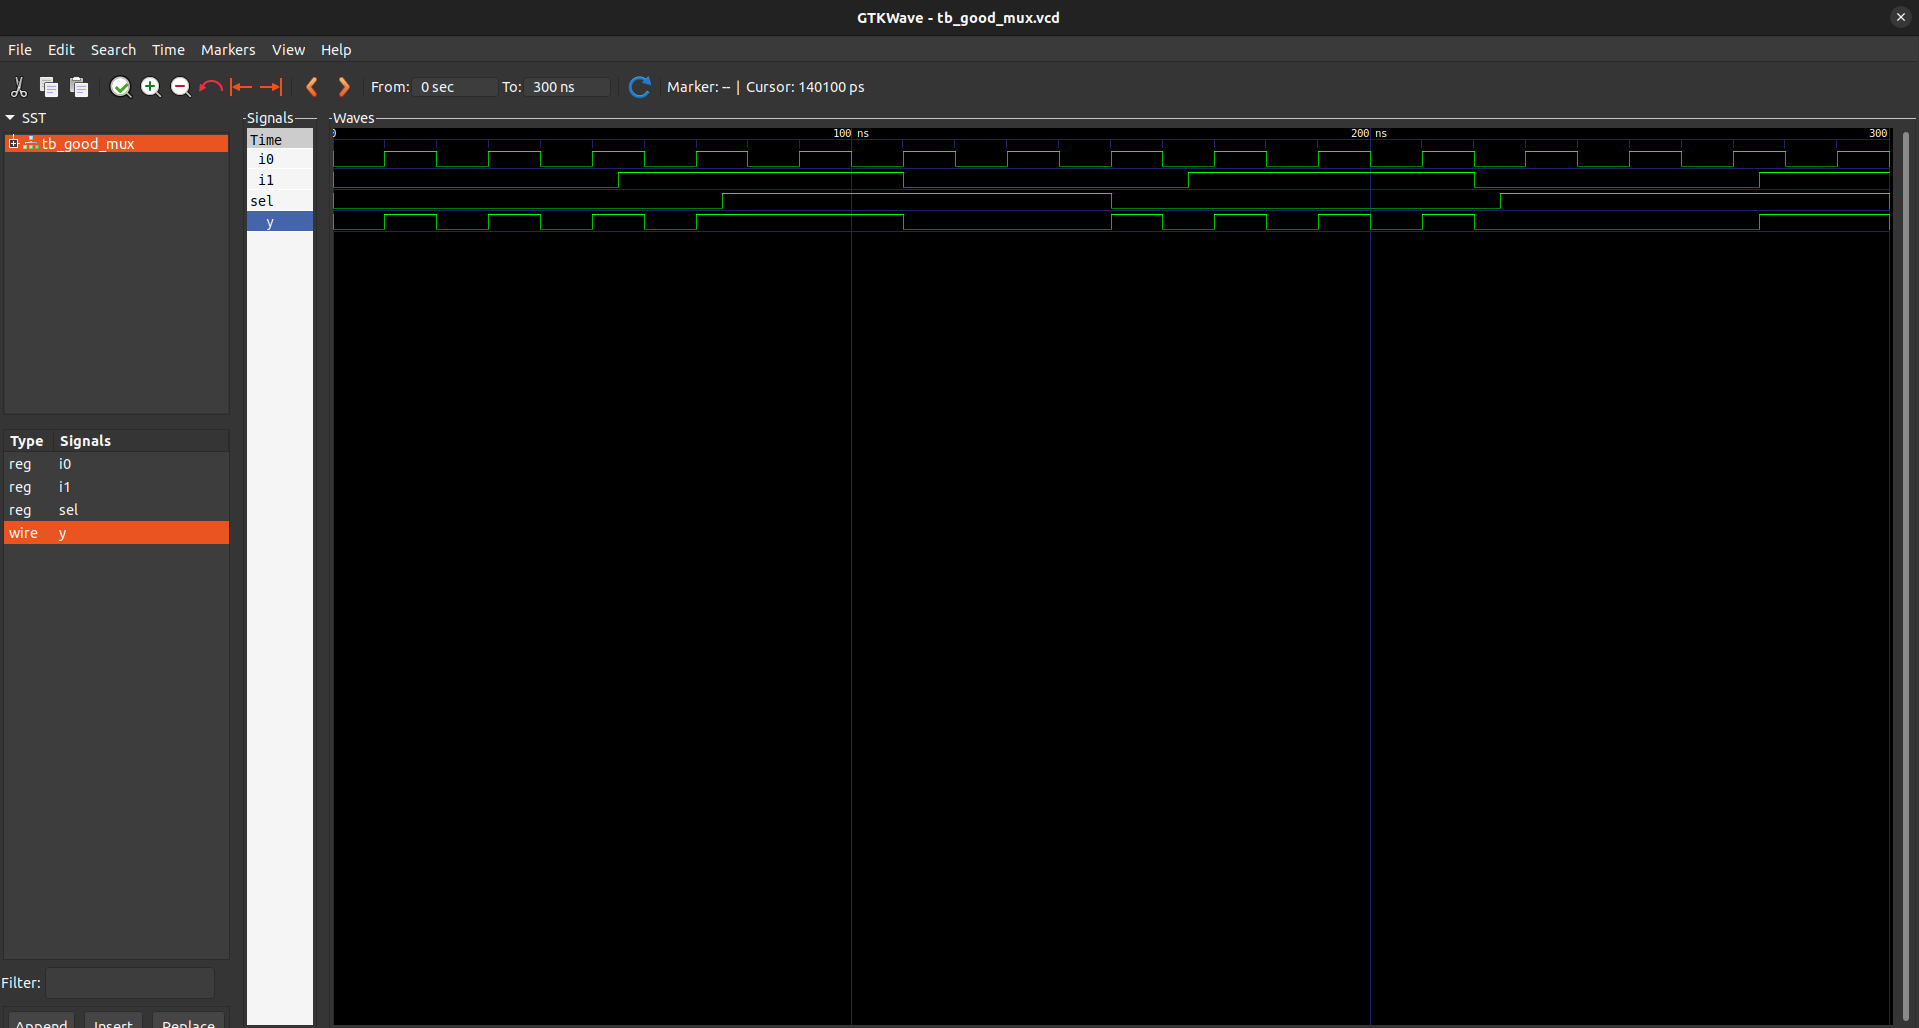 GTKWave - tb_good_mux.vcd
File Edit Search Time Markers View Help
From: 0 sec To: 300 ns Marker: -- | Cursor: 140100 ps
SST
tb_good_mux
Type Signals
reg i0
reg i1
reg sel
wire y
Filter:
Append Insert Replace
Signals
Time
i0
i1
sel
y
Waves
0 100 ns 200 ns 300